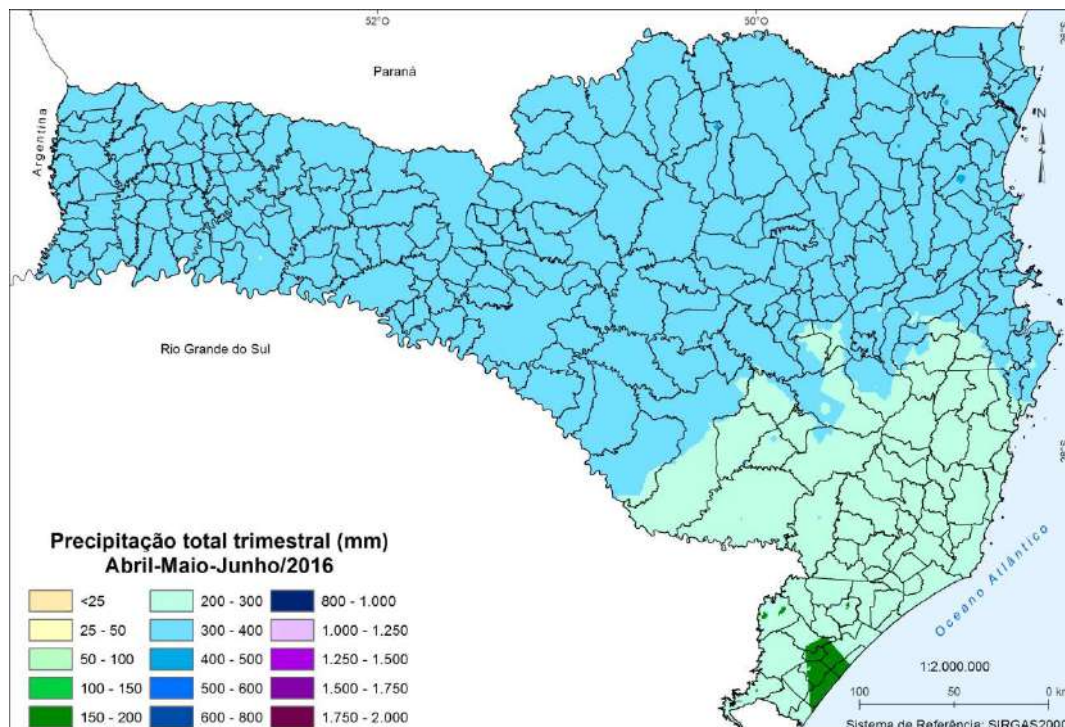 52°O
50°O
26°S
Paraná
Argentina
N
Rio Grande do Sul
28°S
Oceano Atlântico
Precipitação total trimestral (mm)
Abril-Maio-Junho/2016
<25
200 - 300
800 - 1.000
25 - 50
300 - 400
1.000 - 1.250
50 - 100
400 - 500
1.250 - 1.500
100 - 150
500 - 600
1.500 - 1.750
150 - 200
600 - 800
1.750 - 2.000
1:2.000.000
100
50
0 km
Sistema de Referência: SIRGAS2000